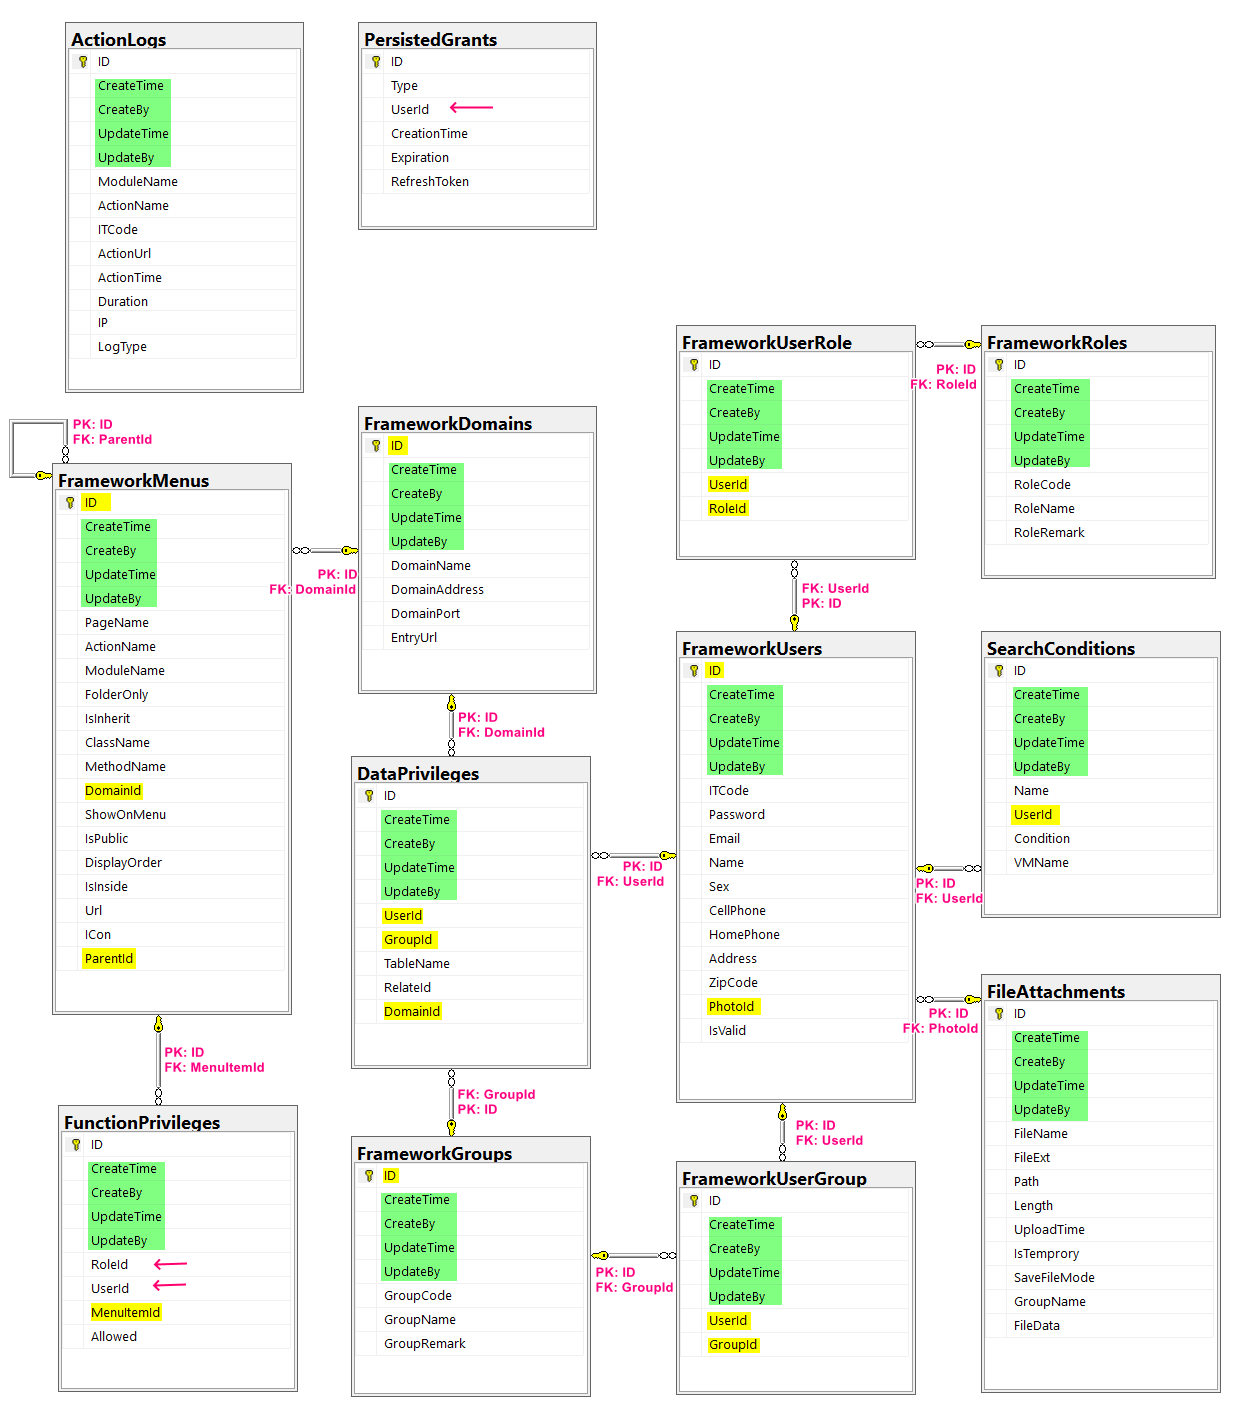 ActionLogs
ID
CreateTime
CreateBy
UpdateTime
UpdateBy
ModuleName
ActionName
ITCode
ActionUrl
ActionTime
Duration
IP
LogType
PersistedGrants
ID
Type
UserId
CreationTime
Expiration
RefreshToken
PK: ID
FK: ParentId
FrameworkMenus
ID
CreateTime
CreateBy
UpdateTime
UpdateBy
PageName
ActionName
ModuleName
FolderOnly
IsInherit
ClassName
MethodName
DomainId
ShowOnMenu
IsPublic
DisplayOrder
IsInside
Url
ICon
ParentId
PK: ID
FK: DomainId
FrameworkDomains
ID
CreateTime
CreateBy
UpdateTime
UpdateBy
DomainName
DomainAddress
DomainPort
EntryUrl
PK: ID
FK: DomainId
DataPrivileges
ID
CreateTime
CreateBy
UpdateTime
UpdateBy
UserId
GroupId
TableName
RelateId
DomainId
PK: ID
FK: UserId
FrameworkUserRole
ID
CreateTime
CreateBy
UpdateTime
UpdateBy
UserId
RoleId
PK: ID
FK: RoleId
FrameworkRoles
ID
CreateTime
CreateBy
UpdateTime
UpdateBy
RoleCode
RoleName
RoleRemark
FK: UserId
PK: ID
FrameworkUsers
ID
CreateTime
CreateBy
UpdateTime
UpdateBy
ITCode
Password
Email
Name
Sex
CellPhone
HomePhone
Address
ZipCode
PhotoId
IsValid
SearchConditions
ID
CreateTime
CreateBy
UpdateTime
UpdateBy
Name
UserId
Condition
VMName
PK: ID
FK: UserId
PK: ID
FK: PhotoId
FileAttachments
ID
CreateTime
CreateBy
UpdateTime
UpdateBy
FileName
FileExt
Path
Length
UploadTime
IsTemprory
SaveFileMode
GroupName
FileData
PK: ID
FK: MenuItemId
FunctionPrivileges
ID
CreateTime
CreateBy
UpdateTime
UpdateBy
RoleId
UserId
MenuItemId
Allowed
FK: GroupId
PK: ID
FrameworkGroups
ID
CreateTime
CreateBy
UpdateTime
UpdateBy
GroupCode
GroupName
GroupRemark
PK: ID
FK: GroupId
PK: ID
FK: UserId
FrameworkUserGroup
ID
CreateTime
CreateBy
UpdateTime
UpdateBy
UserId
GroupId